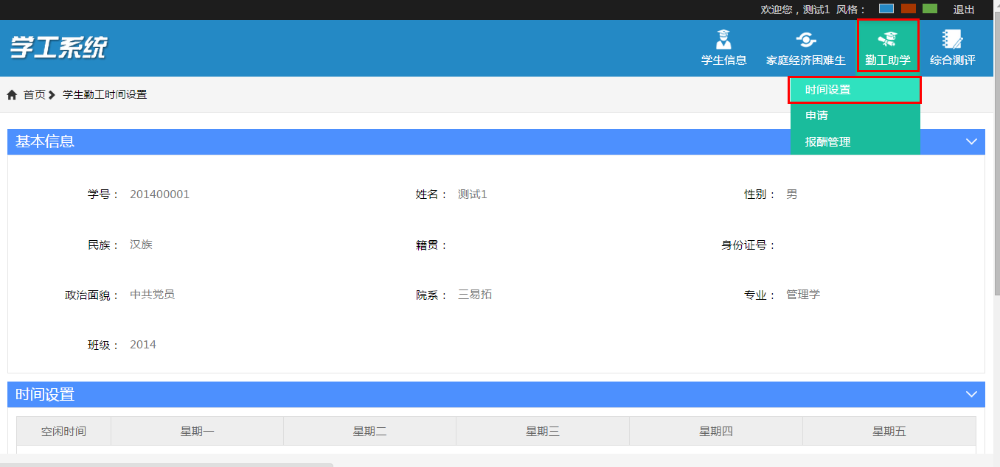 欢迎您，测试1 风格： 退出
学工系统
学生信息 家庭经济困难生 勤工助学 综合测评
首页 学生勤工时间设置
时间设置
申请
报酬管理
基本信息
学号： 201400001 姓名： 测试1 性别： 男
民族： 汉族 籍贯： 身份证号：
政治面貌： 中共党员 院系： 三易拓 专业： 管理学
班级： 2014
时间设置
空闲时间 星期一 星期二 星期三 星期四 星期五